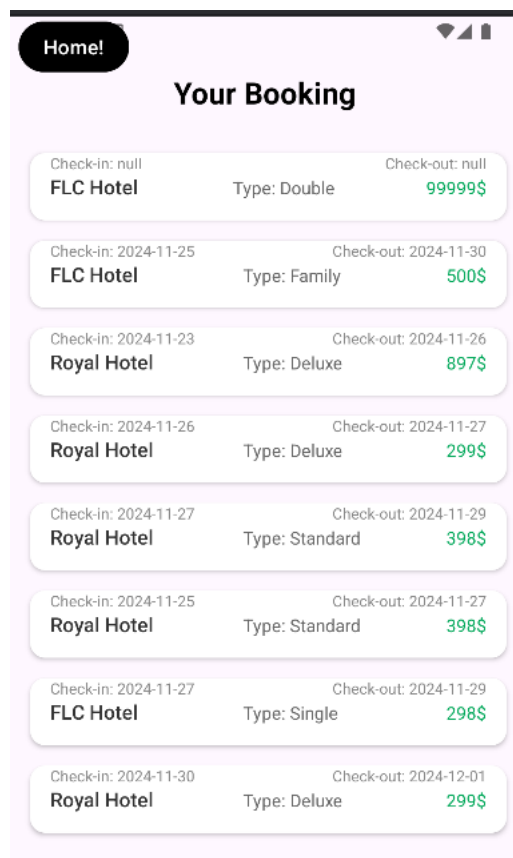 Home!
Your Booking
Check-in: null Check-out: null
FLC Hotel Type: Double 99999$
Check-in: 2024-11-25 Check-out: 2024-11-30
FLC Hotel Type: Family 500$
Check-in: 2024-11-23 Check-out: 2024-11-26
Royal Hotel Type: Deluxe 897$
Check-in: 2024-11-26 Check-out: 2024-11-27
Royal Hotel Type: Deluxe 299$
Check-in: 2024-11-27 Check-out: 2024-11-29
Royal Hotel Type: Standard 398$
Check-in: 2024-11-25 Check-out: 2024-11-27
Royal Hotel Type: Standard 398$
Check-in: 2024-11-27 Check-out: 2024-11-29
FLC Hotel Type: Single 298$
Check-in: 2024-11-30 Check-out: 2024-12-01
Royal Hotel Type: Deluxe 299$